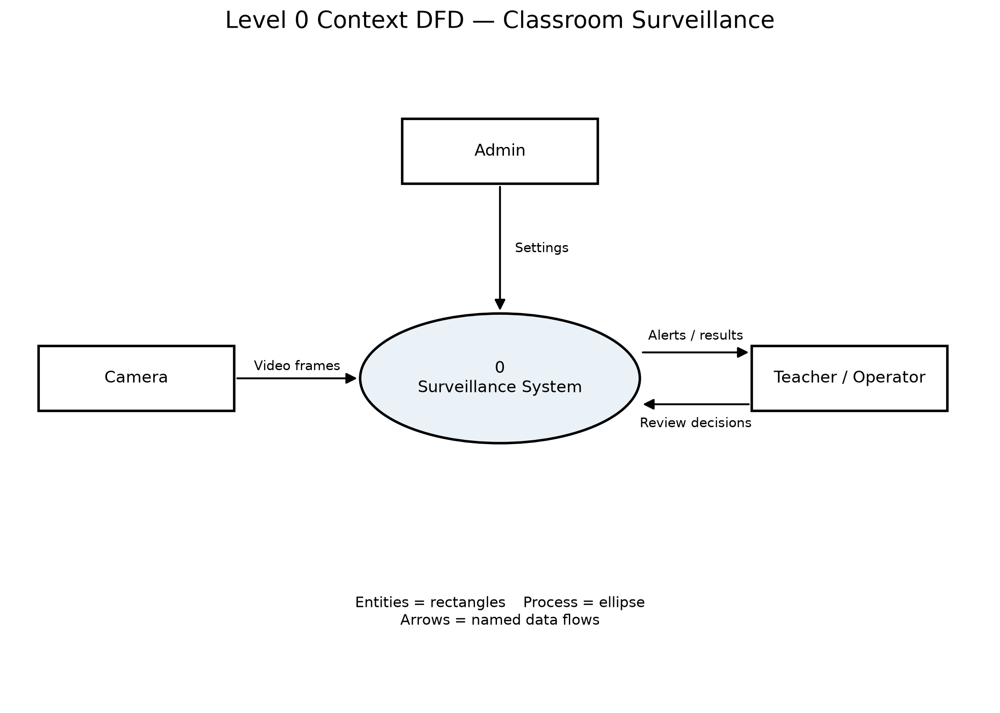 Level 0 Context DFD — Classroom Surveillance
Admin
Settings
Alerts / results
Video frames
Camera
0
Surveillance System
Teacher / Operator
Review decisions
Entities = rectangles    Process = ellipse
Arrows = named data flows